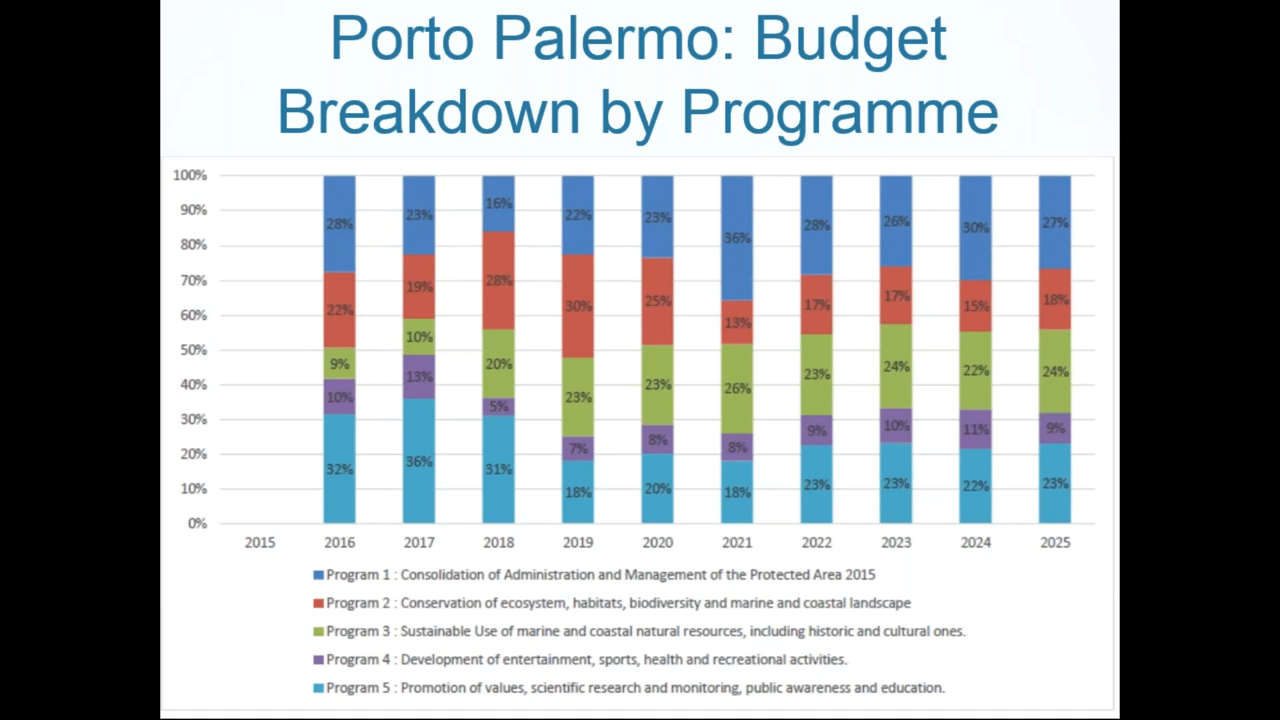 Porto Palermo: Budget
Breakdown by Programme
100%
90%
80%
70%
60%
50%
40%
30%
20%
10%
0%
28% 23% 16% 22% 23% 36% 28% 26% 30% 27%
22% 19% 28% 30% 25% 13% 17% 17% 15% 18%
9% 10% 20% 23% 23% 26% 23% 24% 22% 24%
10% 13% 5% 7% 8% 8% 9% 10% 11% 9%
32% 36% 31% 18% 20% 18% 23% 23% 22% 23%
2015 2016 2017 2018 2019 2020 2021 2022 2023 2024 2025
Program 1 : Consolidation of Administration and Management of the Protected Area 2015
Program 2 : Conservation of ecosystem, habitats, biodiversity and marine and coastal landscape
Program 3 : Sustainable Use of marine and coastal natural resources, including historic and cultural ones.
Program 4 : Development of entertainment, sports, health and recreational activities.
Program 5 : Promotion of values, scientific research and monitoring, public awareness and education.